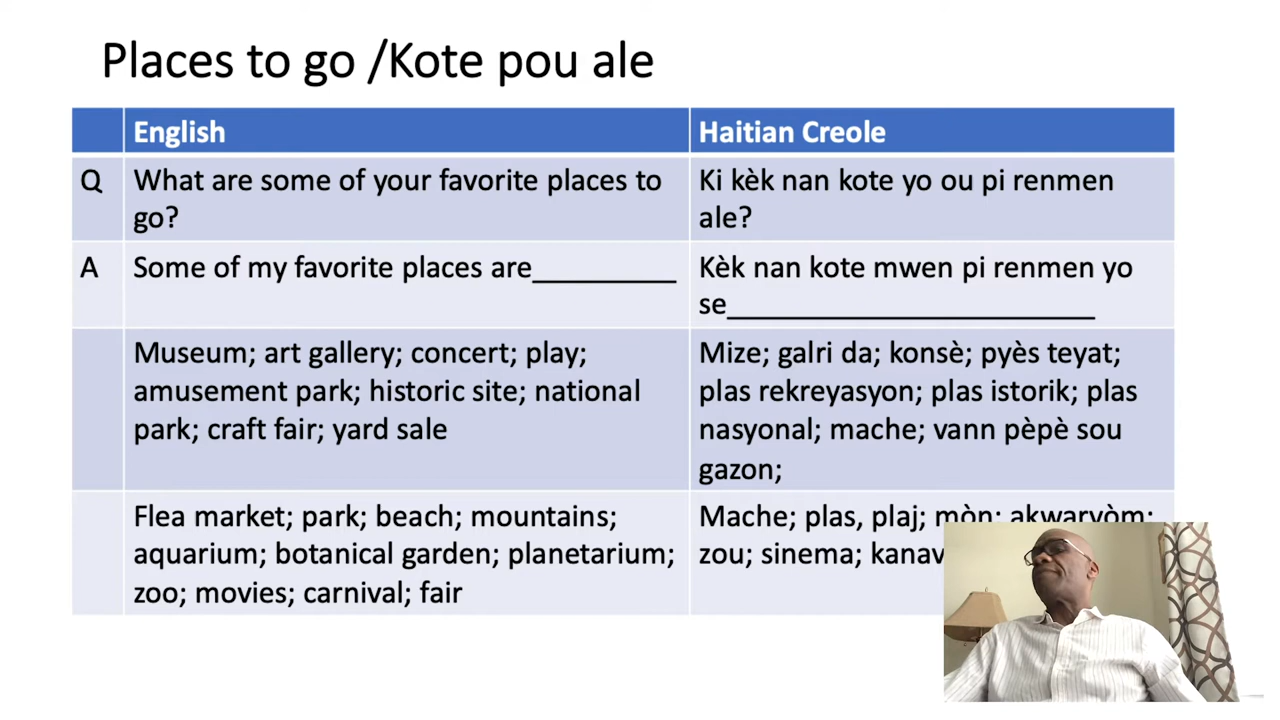 Places to go /Kote pou ale
English
Haitian Creole
Q
What are some of your favorite places to
go?
Ki kèk nan kote yo ou pi renmen
ale?
A
Some of my favorite places are__________
Kèk nan kote mwen pi renmen yo
se__________________________
Museum; art gallery; concert; play;
amusement park; historic site; national
park; craft fair; yard sale
Mize; galri da; konsè; pyès teyat;
plas rekreyasyon; plas istorik; plas
nasyonal; mache; vann pèpè sou
gazon;
Flea market; park; beach; mountains;
aquarium; botanical garden; planetarium;
zoo; movies; carnival; fair
Mache; plas, plaj; mòn; akwaryòm;
zou; sinema;